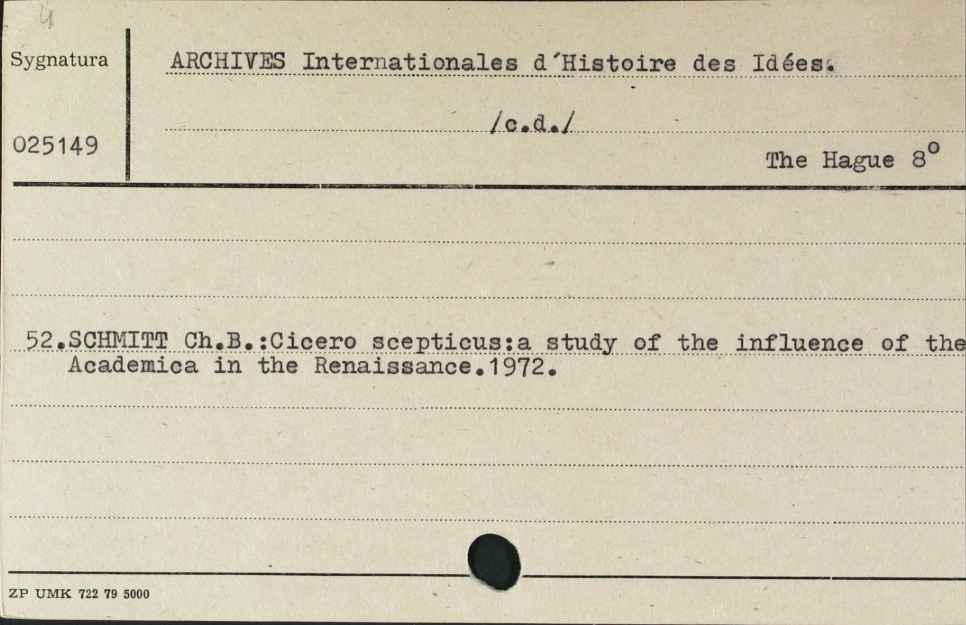 4
Sygnatura
ARCHIVES Internationales d´Histoire des Idées.
/c.d./
025149
The Hague 8º
52.SCHMITT Ch.B.:Cicero scepticus:a study of the influence of the
Academica in the Renaissance.1972.
ZP UMK 722 79 5000